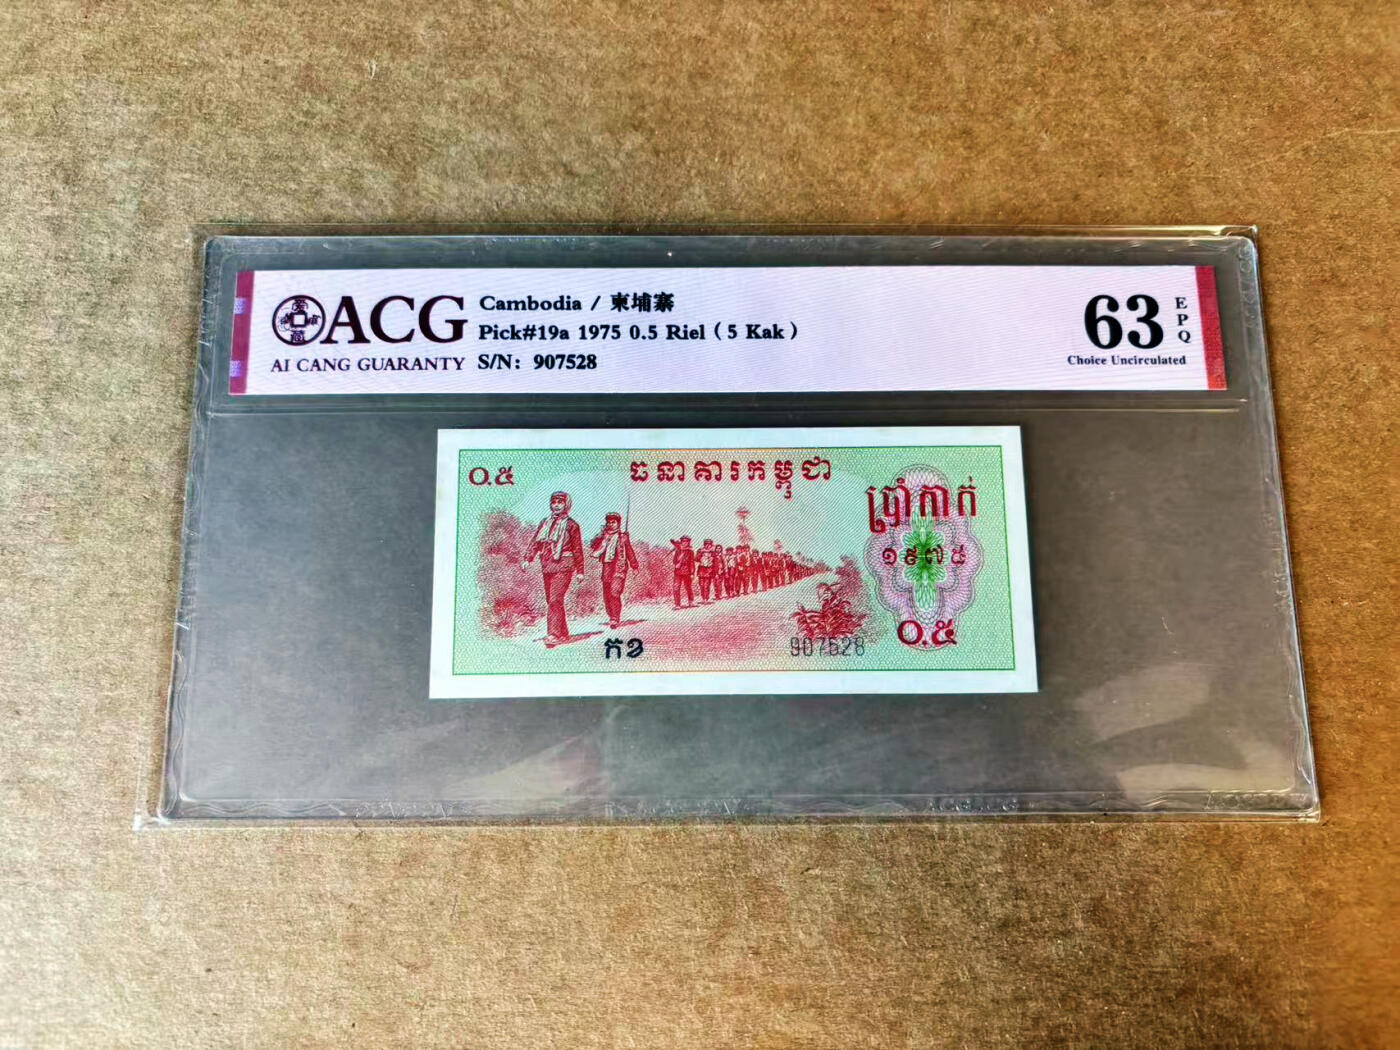 ACG
AI CANG GUARANTY
Cambodia / 柬埔寨
Pick#19a 1975 0.5 Riel ( 5 Kak )
S/N: 907528
63
EPQ
Choice Uncirculated
០.៥
ធនាគារកម្ពុជា
ប្រាំកាក់
១៩៧៥
០.៥
កខ
907528